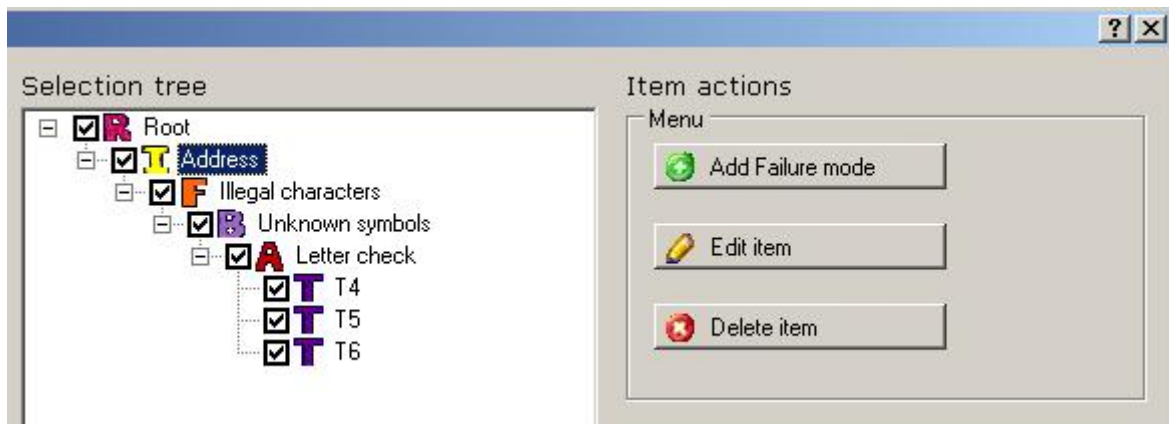 Selection tree
R Root
I Address
F Illegal characters
B Unknown symbols
A Letter check
T T4
T T5
T T6
Item actions
Menu
Add Failure mode
Edit item
Delete item